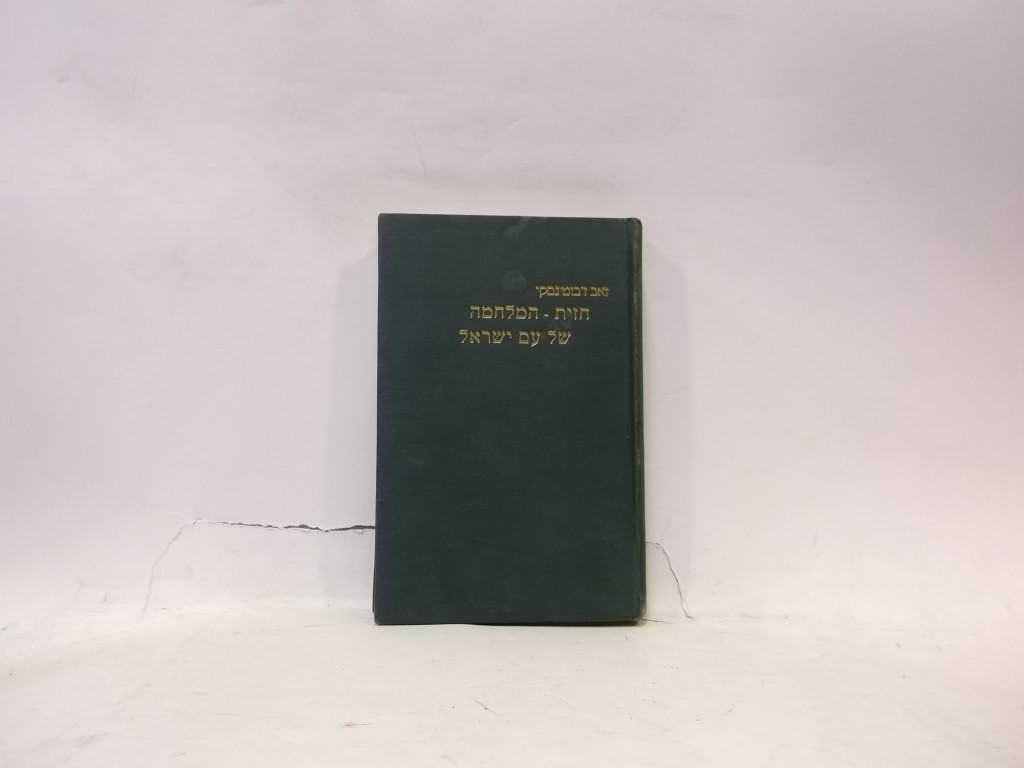 זאב ז׳בוטינסקי
חזית - המלחמה
של עם ישראל